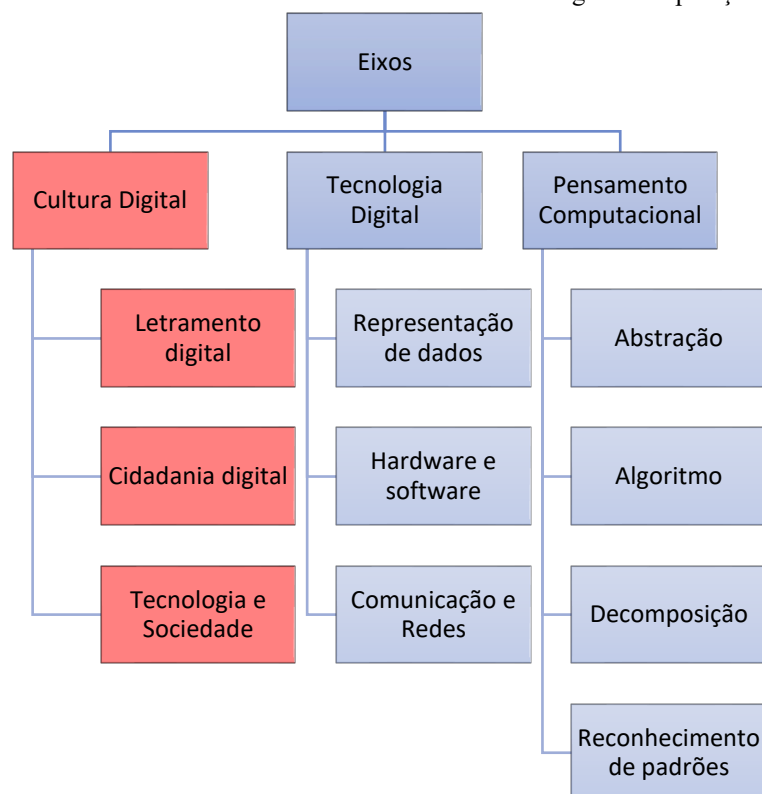 Eixos
Cultura Digital
Tecnologia
Digital
Pensamento
Computacional
Letramento
digital
Cidadania digital
Tecnologia e
Sociedade
Representação
de dados
Hardware e
software
Comunicação e
Redes
Abstração
Algoritmo
Decomposição
Reconhecimento
de padrões